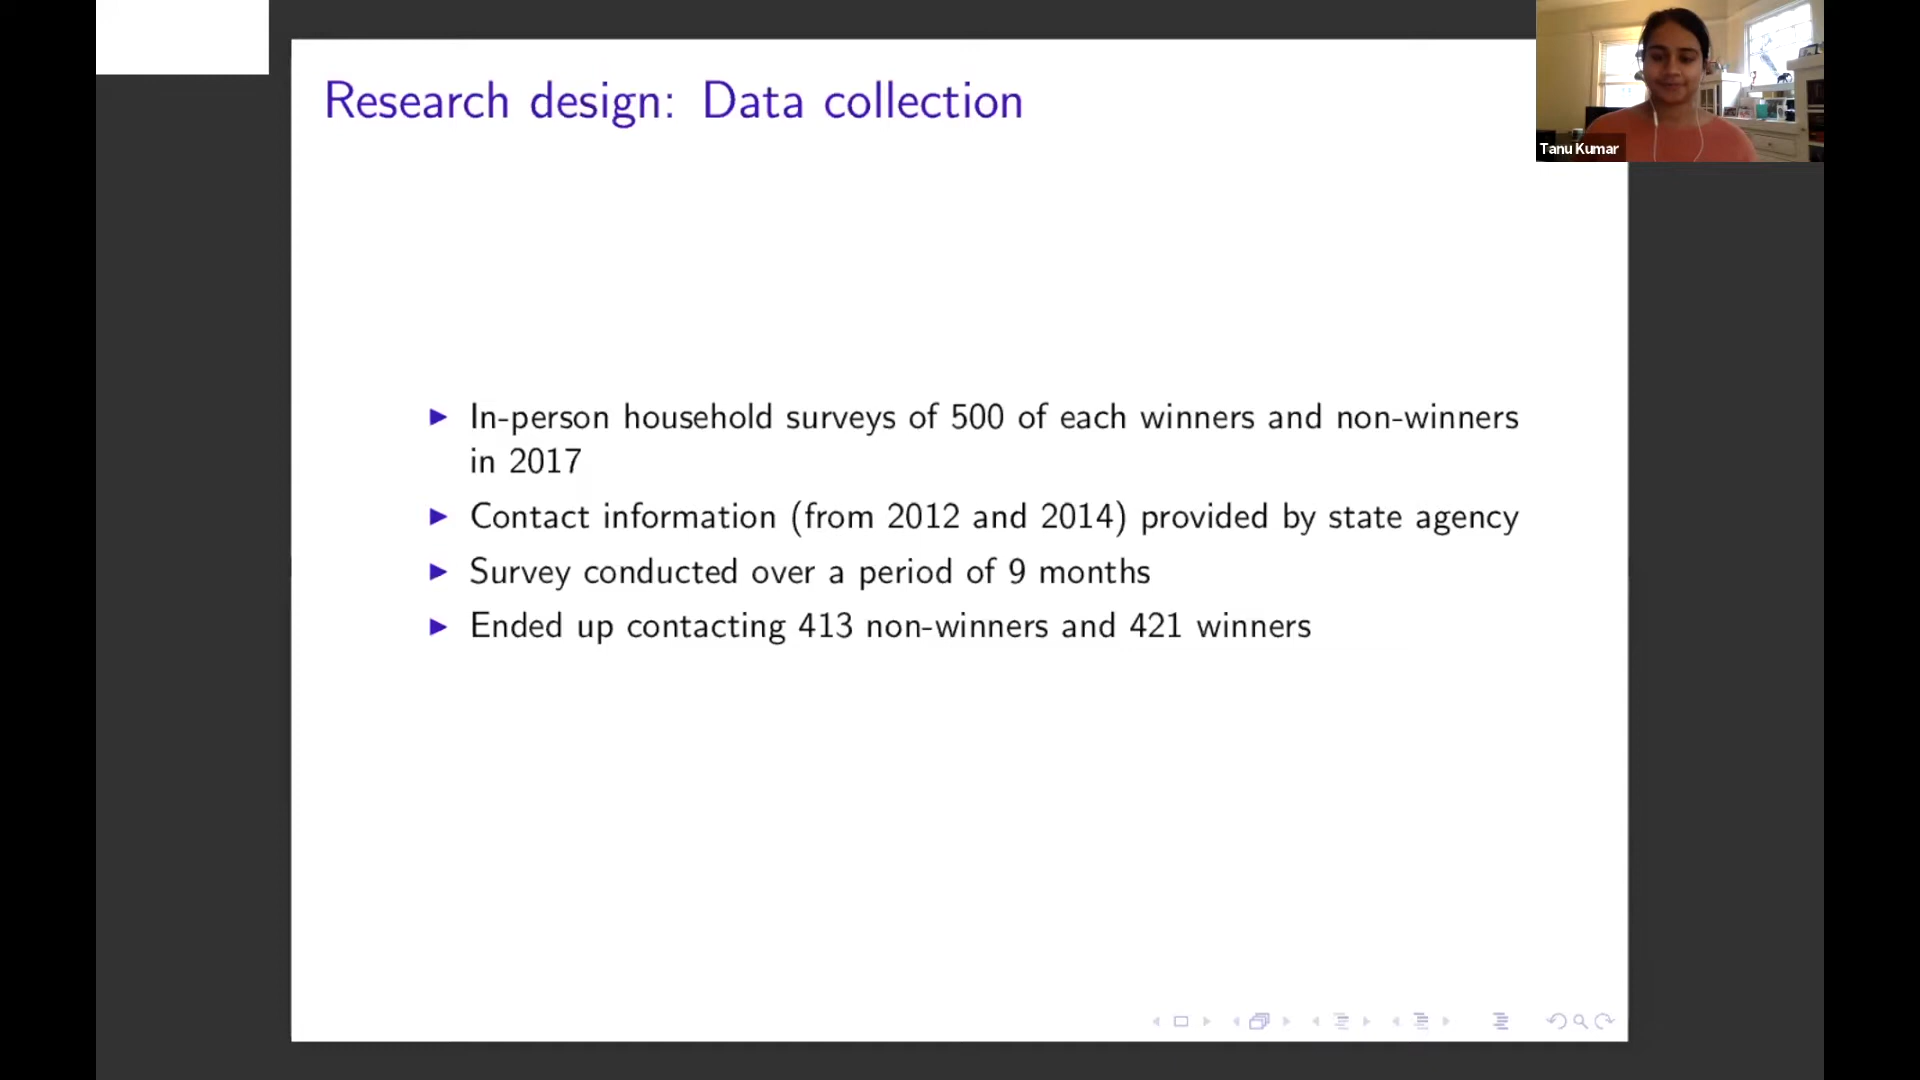 Research design: Data collection
Tanu Kumar
In-person household surveys of 500 of each winners and non-winners
in 2017
Contact information (from 2012 and 2014) provided by state agency
Survey conducted over a period of 9 months
Ended up contacting 413 non-winners and 421 winners